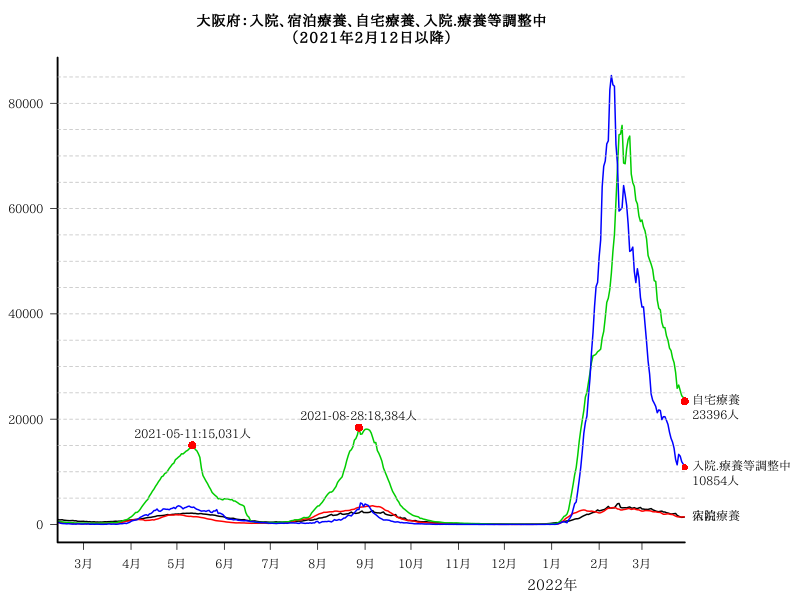 大阪府：入院、宿泊療養、自宅療養、入院.療養等調整中
（2021年2月12日以降）
80000
60000
40000
20000
0
2021-05-11:15,031人
2021-08-28:18,384人
自宅療養
23396人
入院.療養等調整中
10854人
療養
3月
4月
5月
6月
7月
8月
9月
10月
11月
12月
1月
2月
3月
2022年